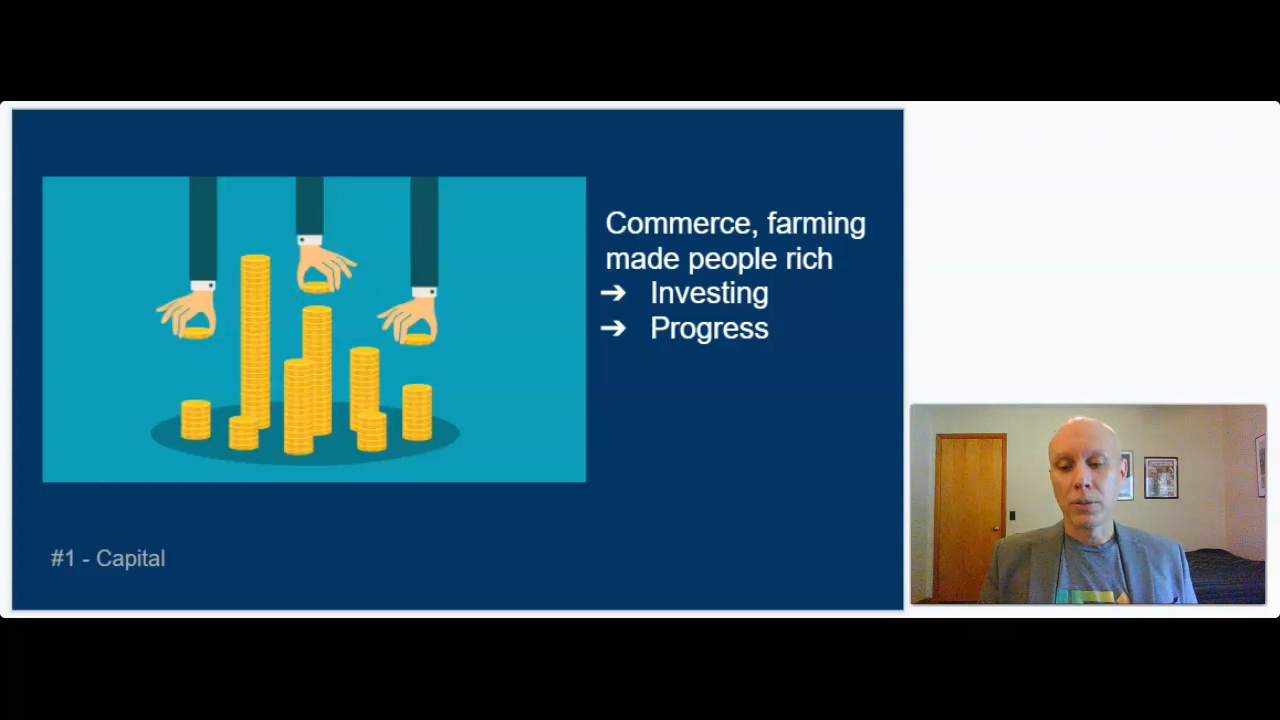 Commerce, farming
made people rich
➔ Investing
➔ Progress
#1 - Capital